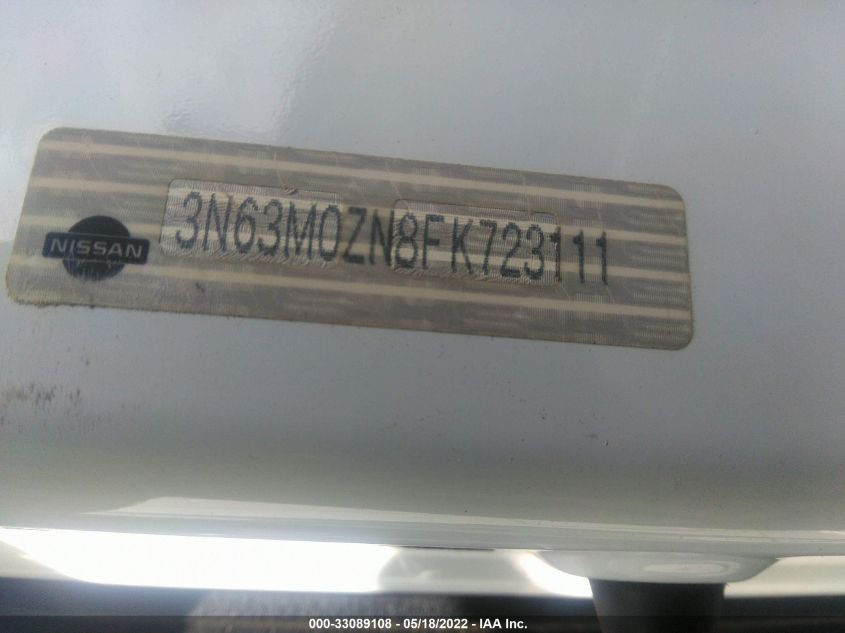 3N63M0ZN8FK723111
NISSAN
000-33089108 - 05/18/2022 - IAA Inc.